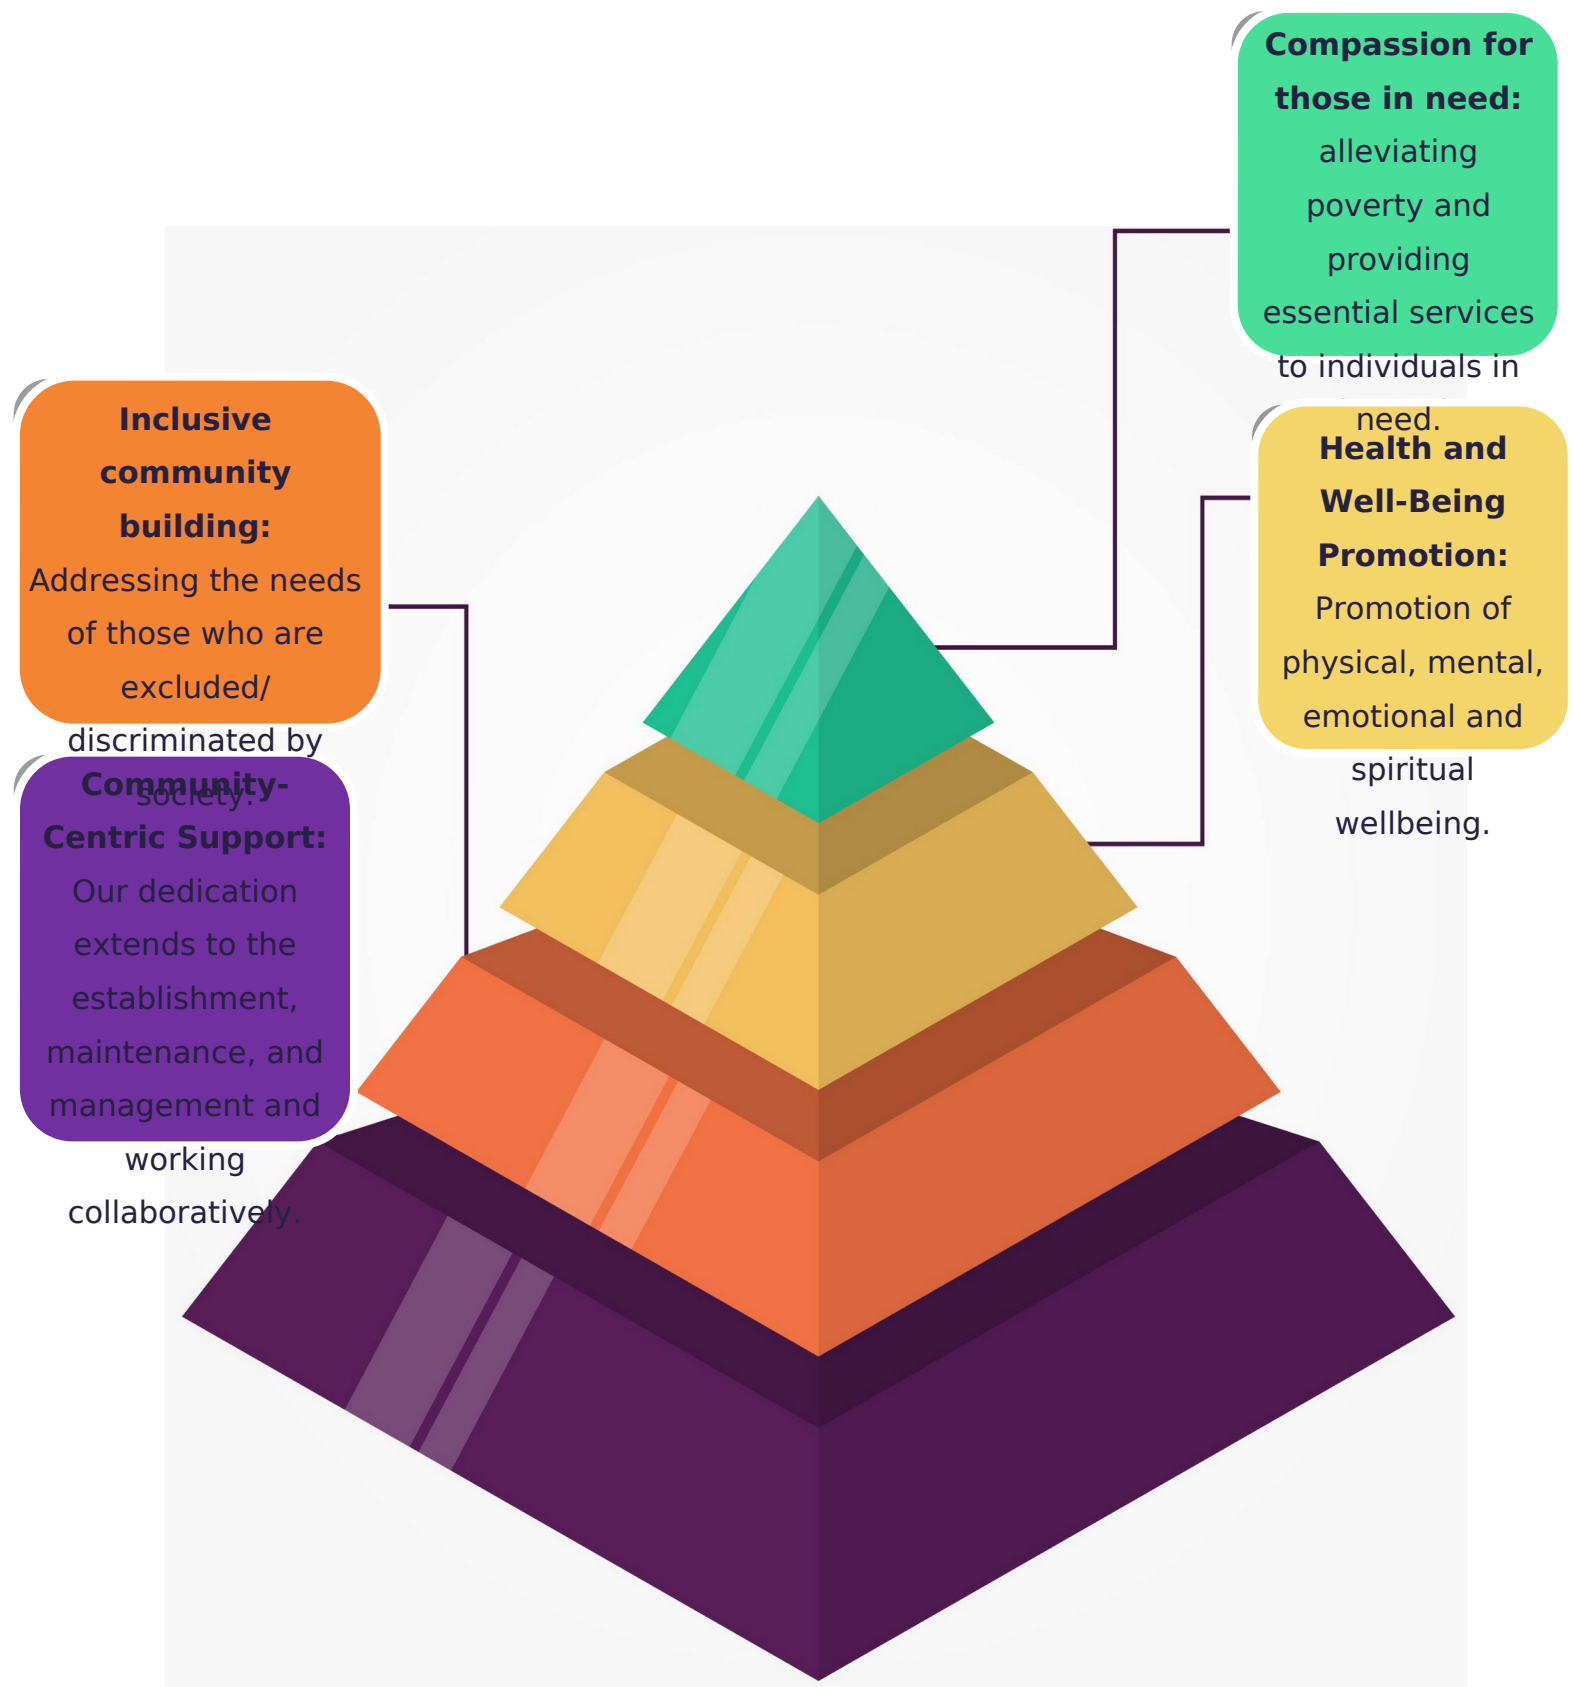 Compassion for
those in need:
alleviating
poverty and
providing
essential services
to individuals in
need.
Inclusive
community
building:
Addressing the needs
of those who are
excluded/
discriminated by
society.
Health and
Well-Being
Promotion:
Promotion of
physical, mental,
emotional and
spiritual
wellbeing.
Community-
Centric Support:
Our dedication
extends to the
establishment,
maintenance, and
management and
working
collaboratively.